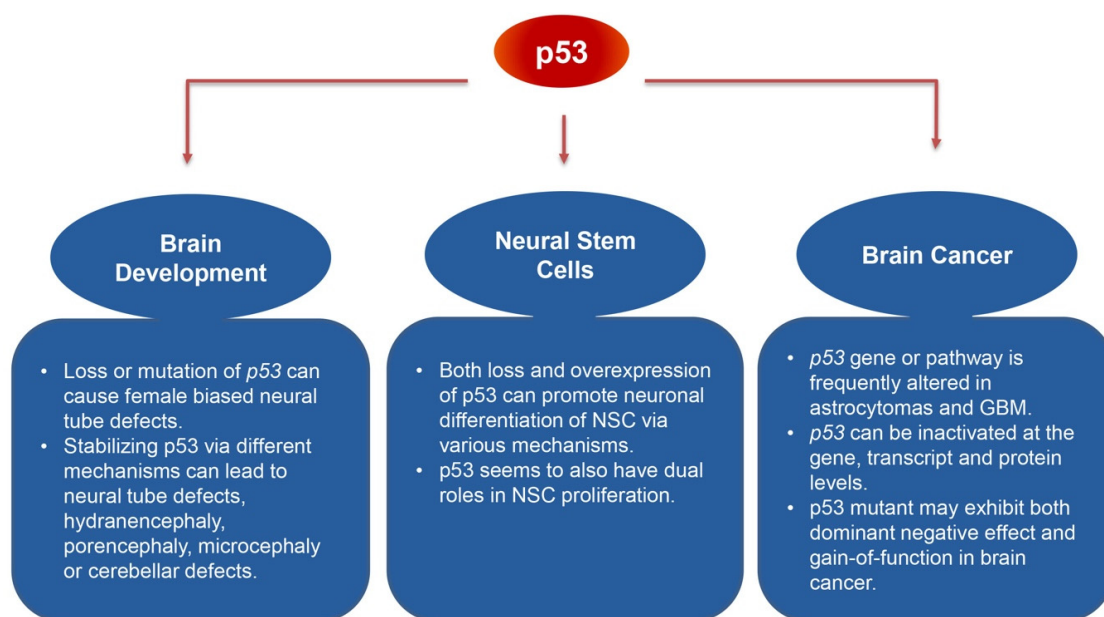 p53
Brain
Development
• Loss or mutation of p53 can
cause female biased neural
tube defects.
• Stabilizing p53 via different
mechanisms can lead to
neural tube defects,
hydranencephaly,
porencephaly, microcephaly
or cerebellar defects.
Neural Stem
Cells
• Both loss and overexpression
of p53 can promote neuronal
differentiation of NSC via
various mechanisms.
• p53 seems to also have dual
roles in NSC proliferation.
Brain Cancer
• p53 gene or pathway is
frequently altered in
astrocytomas and GBM.
• p53 can be inactivated at the
gene, transcript and protein
levels.
• p53 mutant may exhibit both
dominant negative effect and
gain-of-function in brain
cancer.